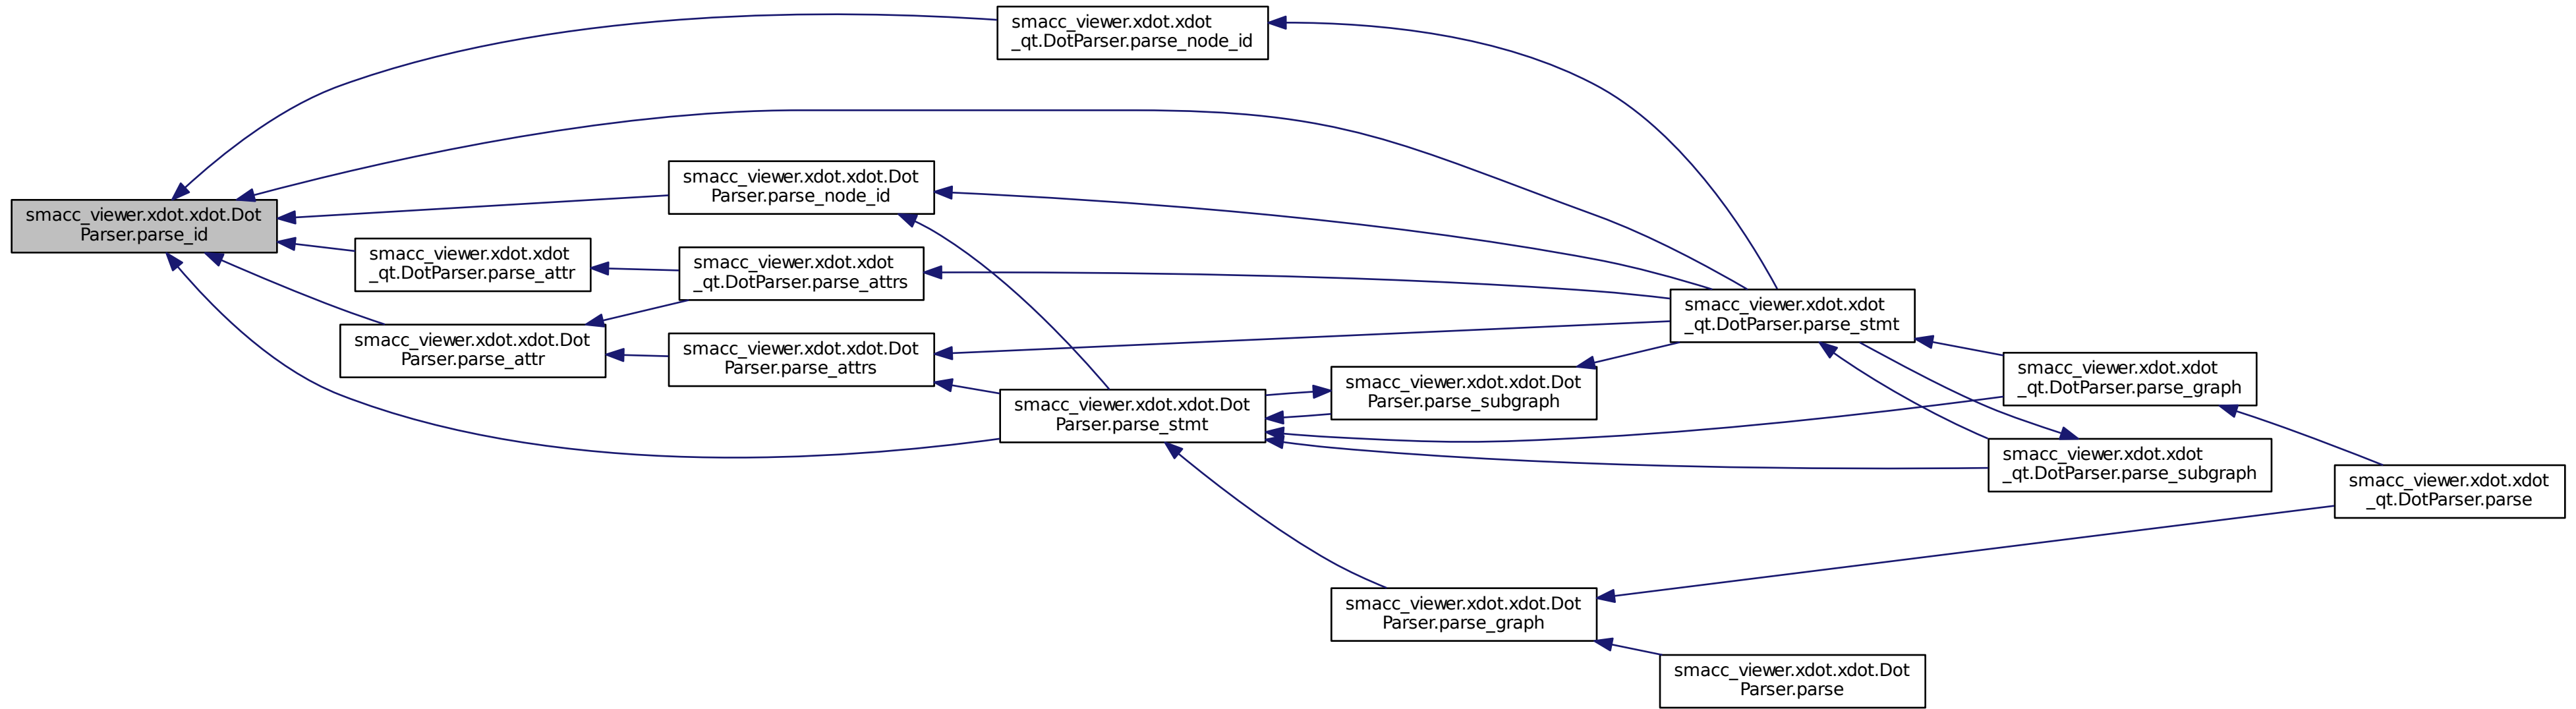 smacc_viewer.xdot.xdot
_qt.DotParser.parse_node_id
smacc_viewer.xdot.xdot.Dot
Parser.parse_node_id
smacc_viewer.xdot.xdot.Dot
Parser.parse_id
smacc_viewer.xdot.xdot
_qt.DotParser.parse_attr
smacc_viewer.xdot.xdot
_qt.DotParser.parse_attrs
smacc_viewer.xdot.xdot
_qt.DotParser.parse_stmt
smacc_viewer.xdot.xdot.Dot
Parser.parse_attr
smacc_viewer.xdot.xdot.Dot
Parser.parse_attrs
smacc_viewer.xdot.xdot
_qt.DotParser.parse_graph
smacc_viewer.xdot.xdot.Dot
Parser.parse_subgraph
smacc_viewer.xdot.xdot.Dot
Parser.parse_stmt
smacc_viewer.xdot.xdot
_qt.DotParser.parse_subgraph
smacc_viewer.xdot.xdot
_qt.DotParser.parse
smacc_viewer.xdot.xdot.Dot
Parser.parse_graph
smacc_viewer.xdot.xdot.Dot
Parser.parse